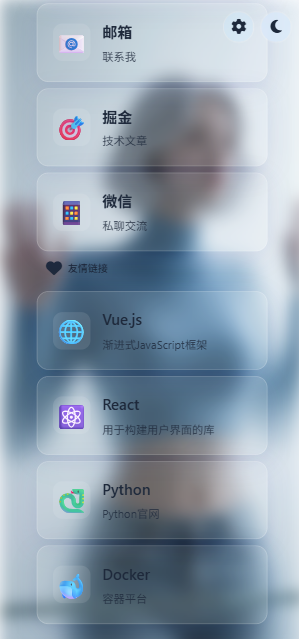 邮箱
联系我
掘金
技术文章
微信
私聊交流
友情链接
Vue.js
渐进式JavaScript框架
React
用于构建用户界面的库
Python
Python官网
Docker
容器平台